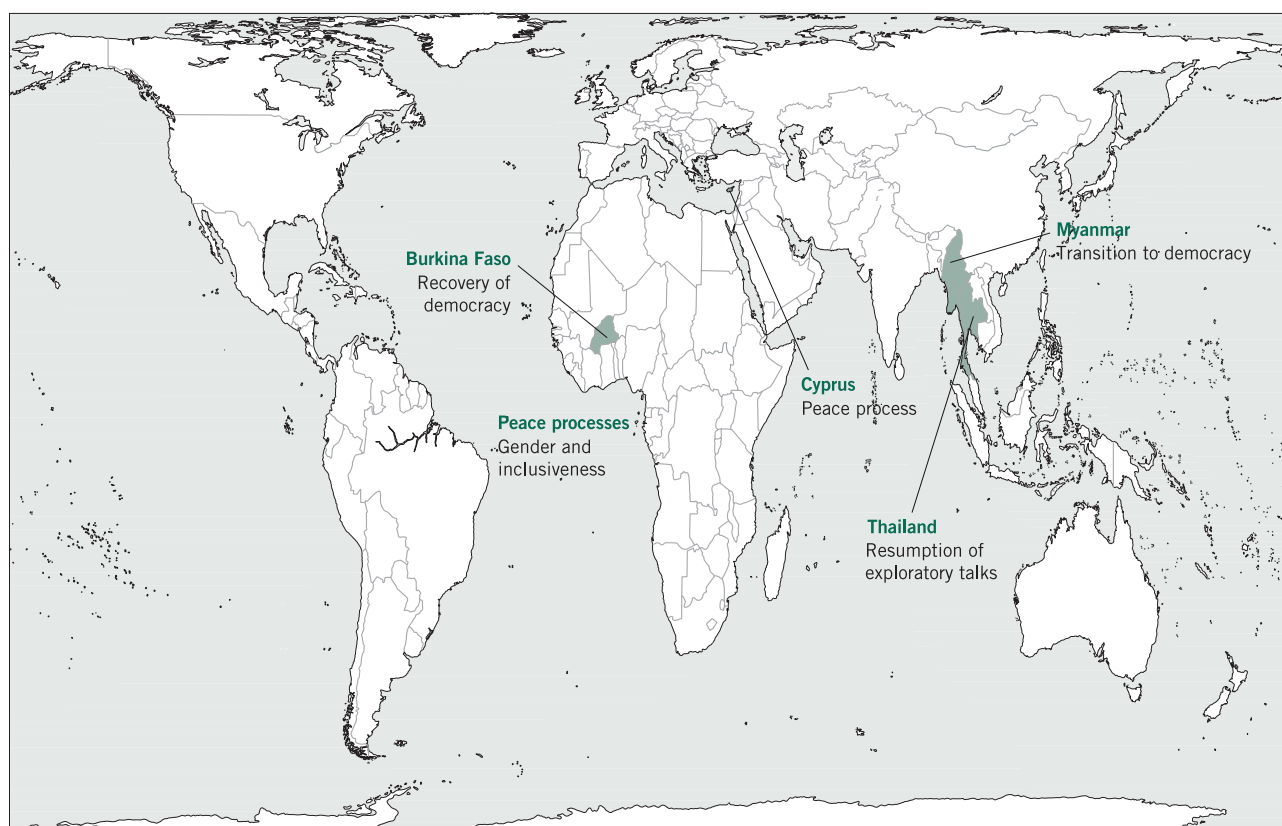 Myanmar
Transition to democracy
Burkina Faso
Recovery of
democracy
Cyprus
Peace process
Peace processes
Gender and
inclusiveness
Thailand
Resumption of
exploratory talks